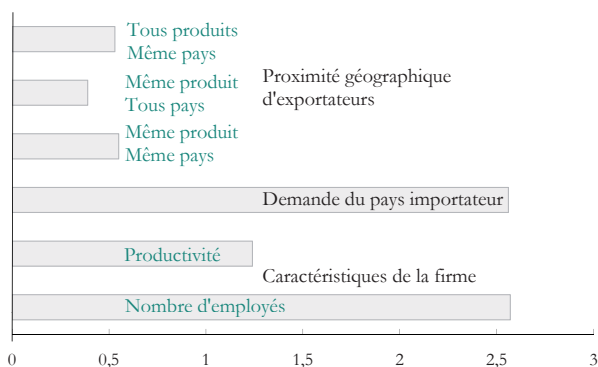 Tous produits
Même pays
Même produit
Tous pays
Proximité géographique
d'exportateurs
Même produit
Même pays
Demande du pays importateur
Productivité
Caractéristiques de la firme
Nombre d'employés
0 0,5 1 1,5 2 2,5 3